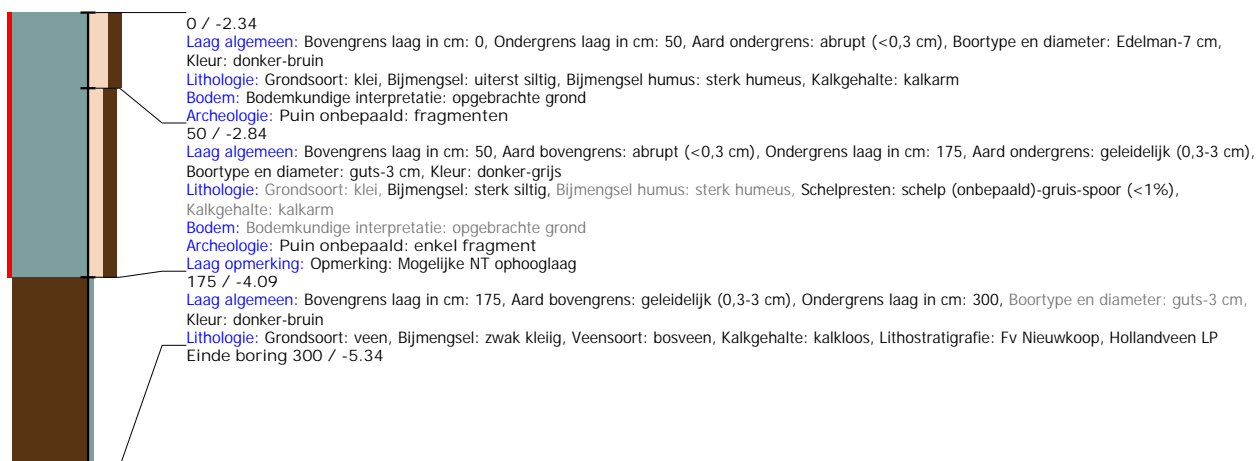 0 / -2.34
Laag algemeen: Bovengrens laag in cm: 0, Ondergrens laag in cm: 50, Aard ondergrens: abrupt (<0,3 cm), Boortype en diameter: Edelman-7 cm,
Kleur: donker-bruin
Lithologie: Grondsoort: klei, Bijmengsel: uiterst siltig, Bijmengsel humus: sterk humeus, Kalkgehalte: kalkarm
Bodem: Bodemkundige interpretatie: opgebrachte grond
Archeologie: Puin onbepaald: fragmenten
50 / -2.84
Laag algemeen: Bovengrens laag in cm: 50, Aard bovengrens: abrupt (<0,3 cm), Ondergrens laag in cm: 175, Aard ondergrens: geleidelijk (0,3-3 cm),
Boortype en diameter: guts-3 cm, Kleur: donker-grijs
Lithologie: Grondsoort: klei, Bijmengsel: sterk siltig, Bijmengsel humus: sterk humeus, Schelpresten: schelp (onbepaald)-gruis-spoor (<1%),
Kalkgehalte: kalkarm
Bodem: Bodemkundige interpretatie: opgebrachte grond
Archeologie: Puin onbepaald: enkel fragment
Laag opmerking: Opmerking: Mogelijke NT ophooglaag
175 / -4.09
Laag algemeen: Bovengrens laag in cm: 175, Aard bovengrens: geleidelijk (0,3-3 cm), Ondergrens laag in cm: 300, Boortype en diameter: guts-3 cm,
Kleur: donker-bruin
Lithologie: Grondsoort: veen, Bijmengsel: zwak kleiig, Veensoort: bosveen, Kalkgehalte: kalkloos, Lithostratigrafie: Fv Nieuwkoop, Hollandveen LP
Einde boring 300 / -5.34